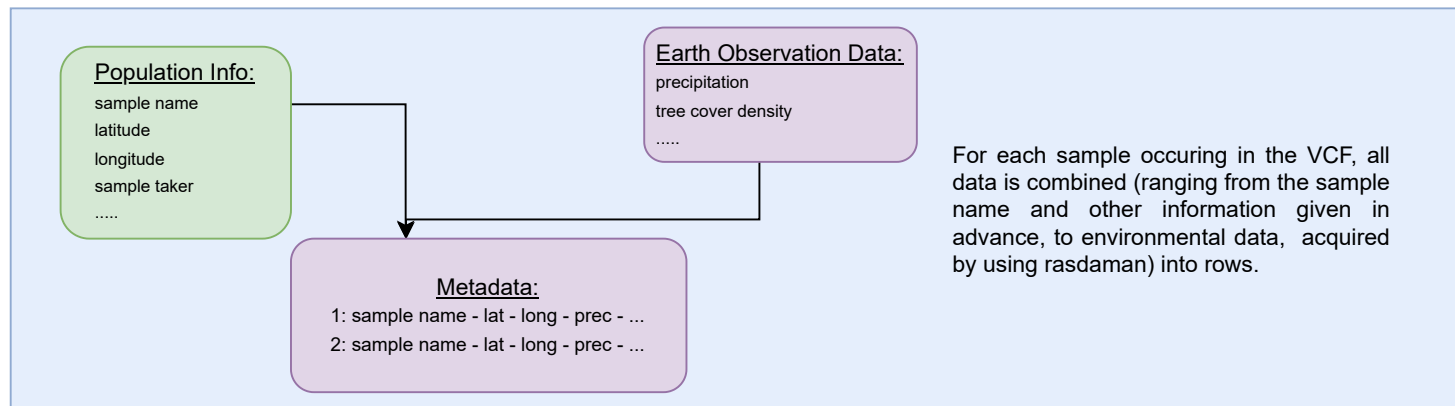 Population Info:
sample name
latitude
longitude
sample taker
.....
Earth Observation Data:
precipitation
tree cover density
.....
Metadata:
1: sample name - lat - long - prec - ...
2: sample name - lat - long - prec - ...
For each sample occuring in the VCF, all
data is combined (ranging from the sample
name and other information given in
advance, to environmental data, acquired
by using rasdaman) into rows.